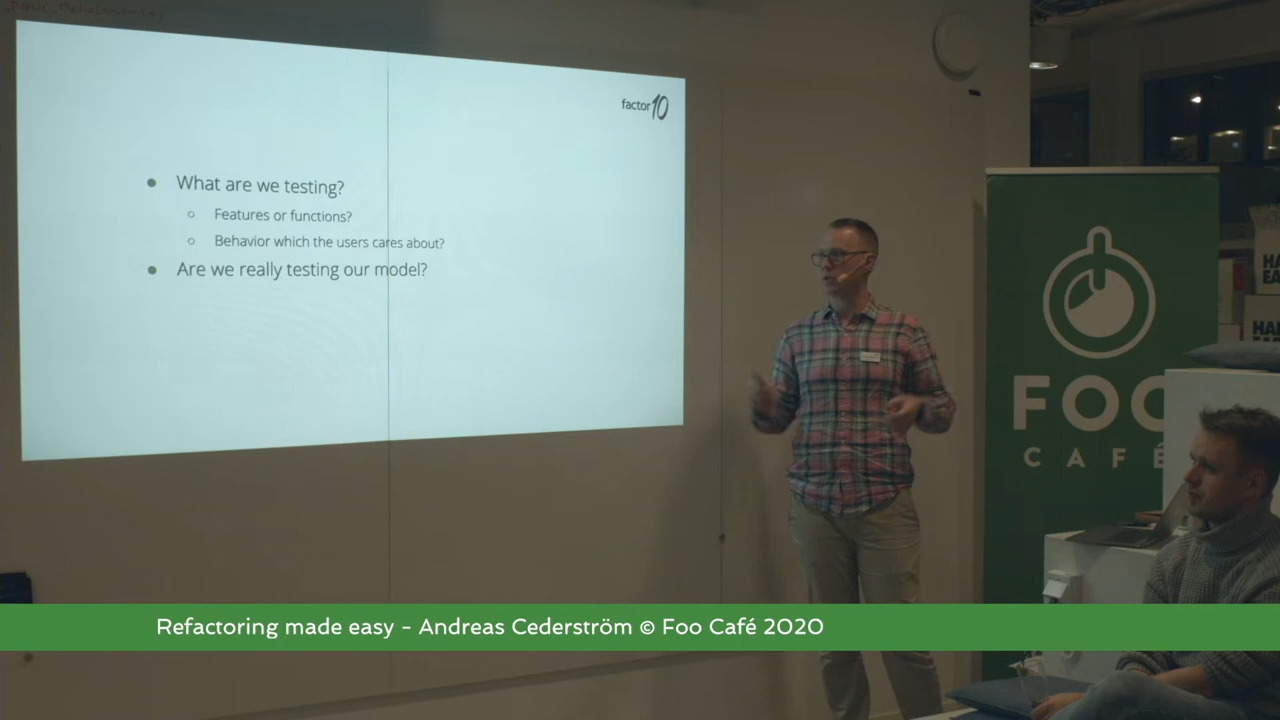 factor10
What are we testing?
Features or functions?
Behavior which the users cares about?
Are we really testing our model?
FOO
CAFÉ
Refactoring made easy - Andreas Cederström © Foo Café 2020